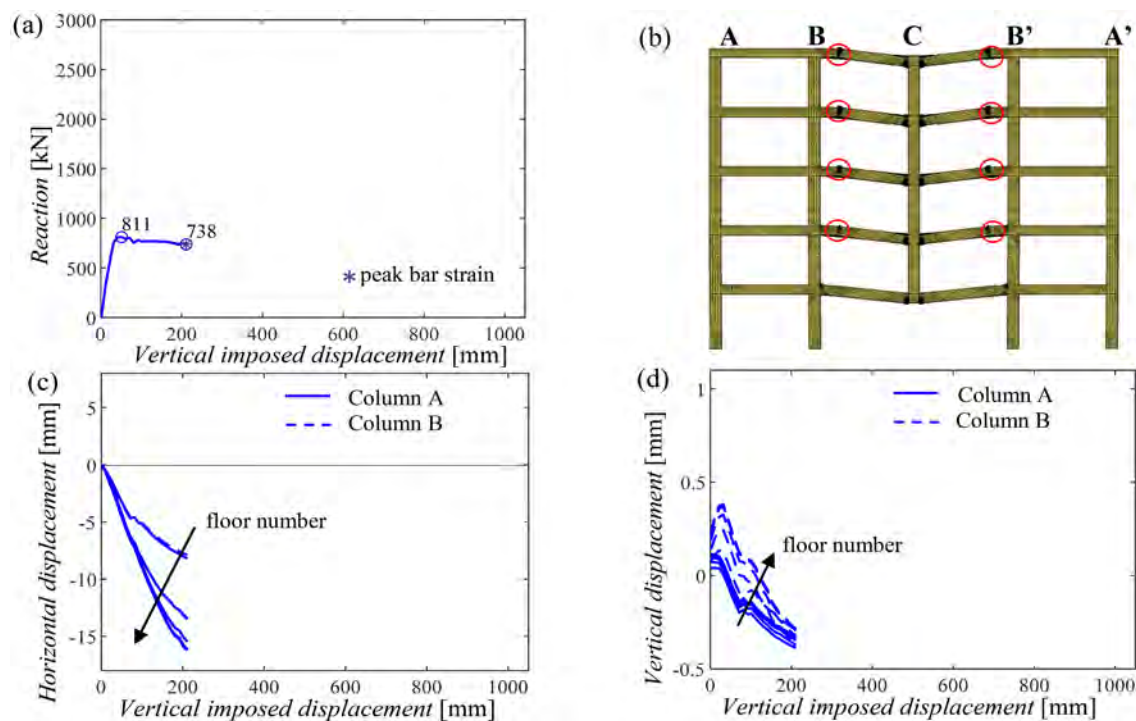 (a)
3000
2500
2000
1500
1000
500
0
Reaction [kN]
811
738
* peak bar strain
0 200 400 600 800 1000
Vertical imposed displacement [mm]
(b)
A B C B’ A’
(c)
5
0
-5
-10
-15
Horizontal displacement [mm]
Column A
Column B
floor number
0 200 400 600 800 1000
Vertical imposed displacement [mm]
(d)
1
0.5
0
-0.5
Vertical displacement [mm]
Column A
Column B
floor number
0 200 400 600 800 1000
Vertical imposed displacement [mm]